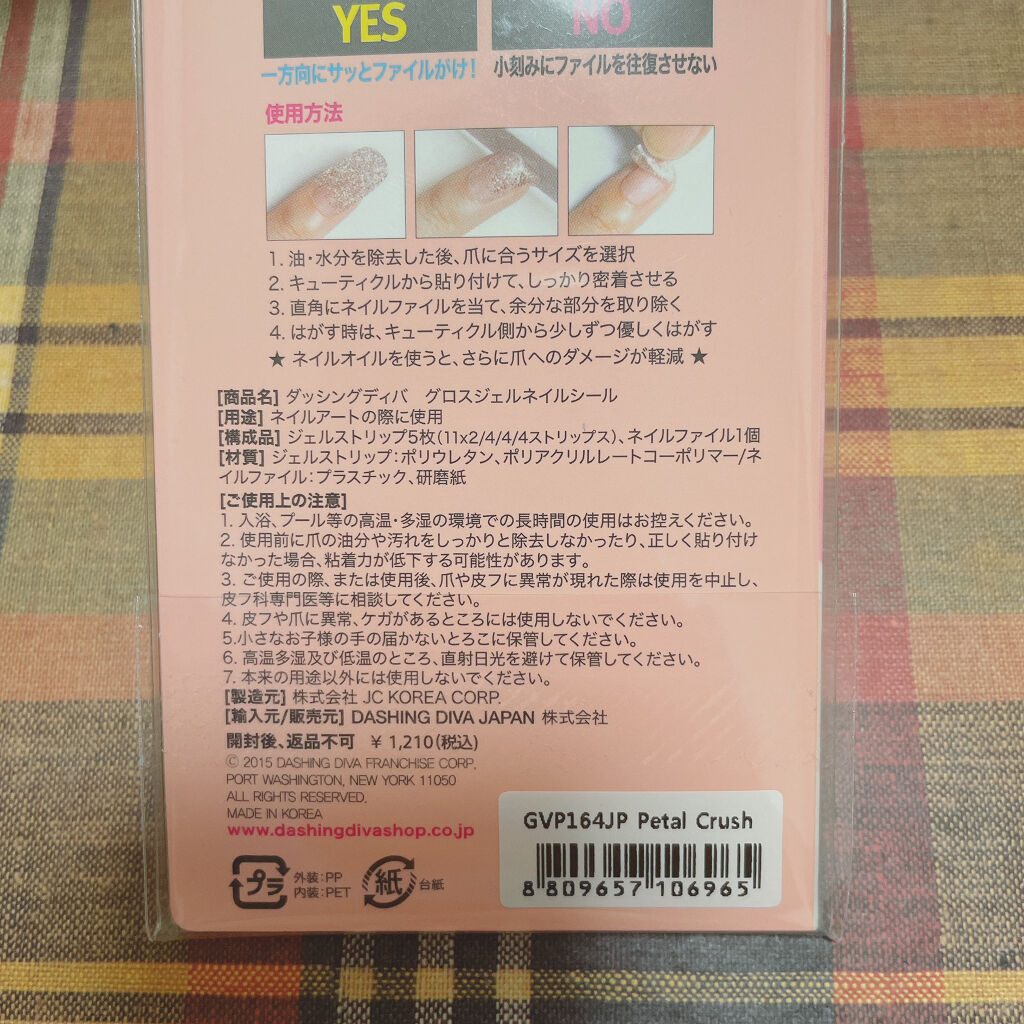 YES
NO
一方向にサッとファイルがけ！
小刻みにファイルを往復させない
使用方法
1. 油・水分を除去した後、爪に合うサイズを選択
2. キューティクルから貼り付けて、しっかり密着させる
3. 直角にネイルファイルを当て、余分な部分を取り除く
4. はがす時は、キューティクル側から少しずつ優しくはがす
★ ネイルオイルを使うと、さらに爪へのダメージが軽減 ★
[商品名] ダッシングディバ　グロスジェルネイルシール
[用途] ネイルアートの際に使用
[構成品] ジェルストリップ5枚(11x2/4/4/4ストリップス)、ネイルファイル1個
[材質] ジェルストリップ：ポリウレタン、ポリアクリルレートコーポリマー/ネ
イルファイル：プラスチック、研磨紙
[ご使用上の注意]
1. 入浴、プール等の高温・多湿の環境での長時間の使用はお控えください。
2. 使用前に爪の油分や汚れをしっかりと除去しなかったり、正しく貼り付け
なかった場合、粘着力が低下する可能性があります。
3. ご使用の際、または使用後、爪や皮フに異常が現れた際は使用を中止し、
皮フ科専門医等に相談してください。
4. 皮フや爪に異常、ケガがあるところには使用しないでください。
5.小さなお子様の手の届かないとろこに保管してください。
6. 高温多湿及び低温のところ、直射日光を避けて保管してください。
7. 本来の用途以外には使用しないでください。
[製造元] 株式会社 JC KOREA CORP.
[輸入元/販売元] DASHING DIVA JAPAN 株式会社
開封後、返品不可 ¥ 1,210(税込)
© 2015 DASHING DIVA FRANCHISE CORP.
PORT WASHINGTON, NEW YORK 11050
ALL RIGHTS RESERVED.
MADE IN KOREA
www.dashingdivashop.co.jp
プラ
外装：PP
内装：PET
紙
台紙
GVP164JP Petal Crush
8 809657 106965